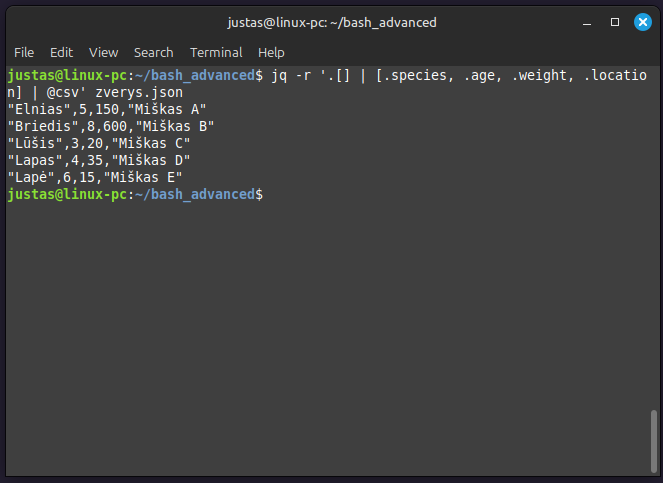 justas@linux-pc: ~/bash_advanced
File Edit View Search Terminal Help
justas@linux-pc:~/bash_advanced$ jq -r '.[] | [.species, .age, .weight, .locatio
n] | @csv' zverys.json
"Elnias",5,150,"Miškas A"
"Briedis",8,600,"Miškas B"
"Lūšis",3,20,"Miškas C"
"Lapas",4,35,"Miškas D"
"Lapė",6,15,"Miškas E"
justas@linux-pc:~/bash_advanced$